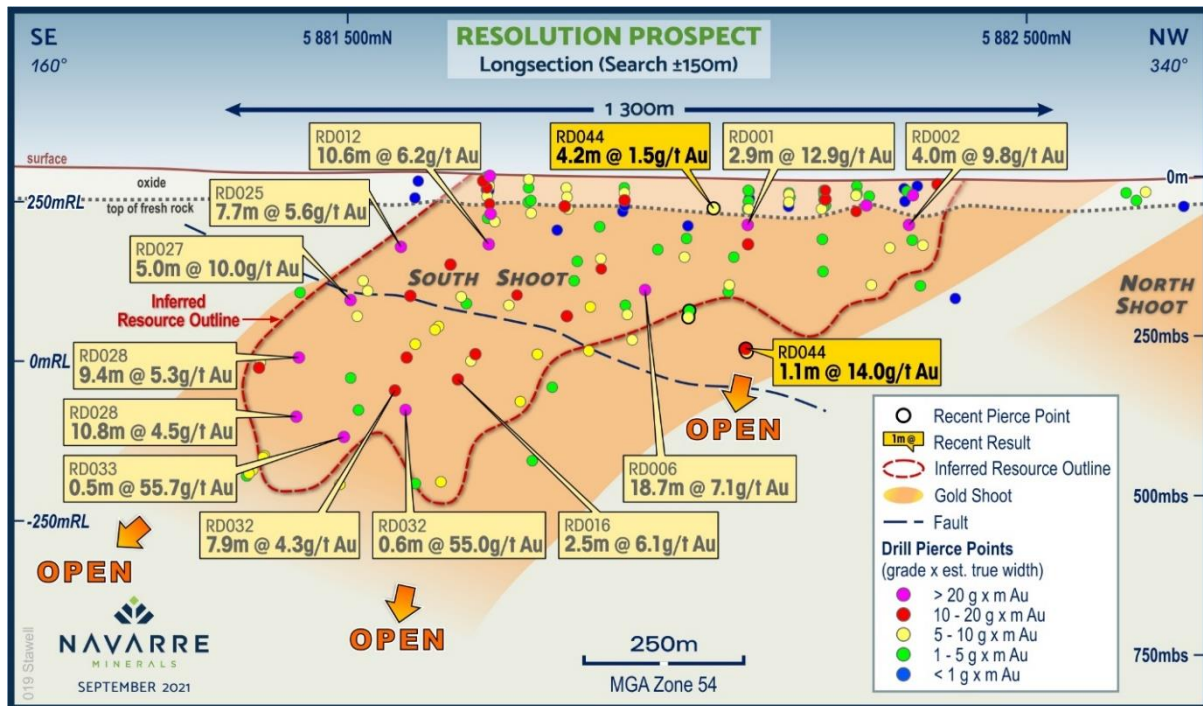 SE
160°
5 881 500mN
RESOLUTION PROSPECT
Longsection (Search ±150m)
5 882 500mN
NW
340°
1 300m
RD012
10.6m @ 6.2g/t Au
RD044
4.2m @ 1.5g/t Au
RD001
2.9m @ 12.9g/t Au
RD002
4.0m @ 9.8g/t Au
surface
oxide
250mRL
top of fresh rock
0m
RD025
7.7m @ 5.6g/t Au
RD027
5.0m @ 10.0g/t Au
SOUTH SHOOT
NORTH
SHOOT
Inferred
Resource Outline
250mbs
0mRL
RD028
9.4m @ 5.3g/t Au
RD044
1.1m @ 14.0g/t Au
RD028
10.8m @ 4.5g/t Au
OPEN
RD033
0.5m @ 55.7g/t Au
RD006
18.7m @ 7.1g/t Au
500mbs
-250mRL
RD032
7.9m @ 4.3g/t Au
RD032
0.6m @ 55.0g/t Au
RD016
2.5m @ 6.1g/t Au
OPEN
OPEN
Recent Pierce Point
1m @
Recent Result
Inferred Resource Outline
Gold Shoot
Fault
Drill Pierce Points
(grade x est. true width)
> 20 g x m Au
10 - 20 g x m Au
5 - 10 g x m Au
1 - 5 g x m Au
< 1 g x m Au
750mbs
250m
MGA Zone 54
NAVARRE
MINERALS
SEPTEMBER 2021
019 Stawell